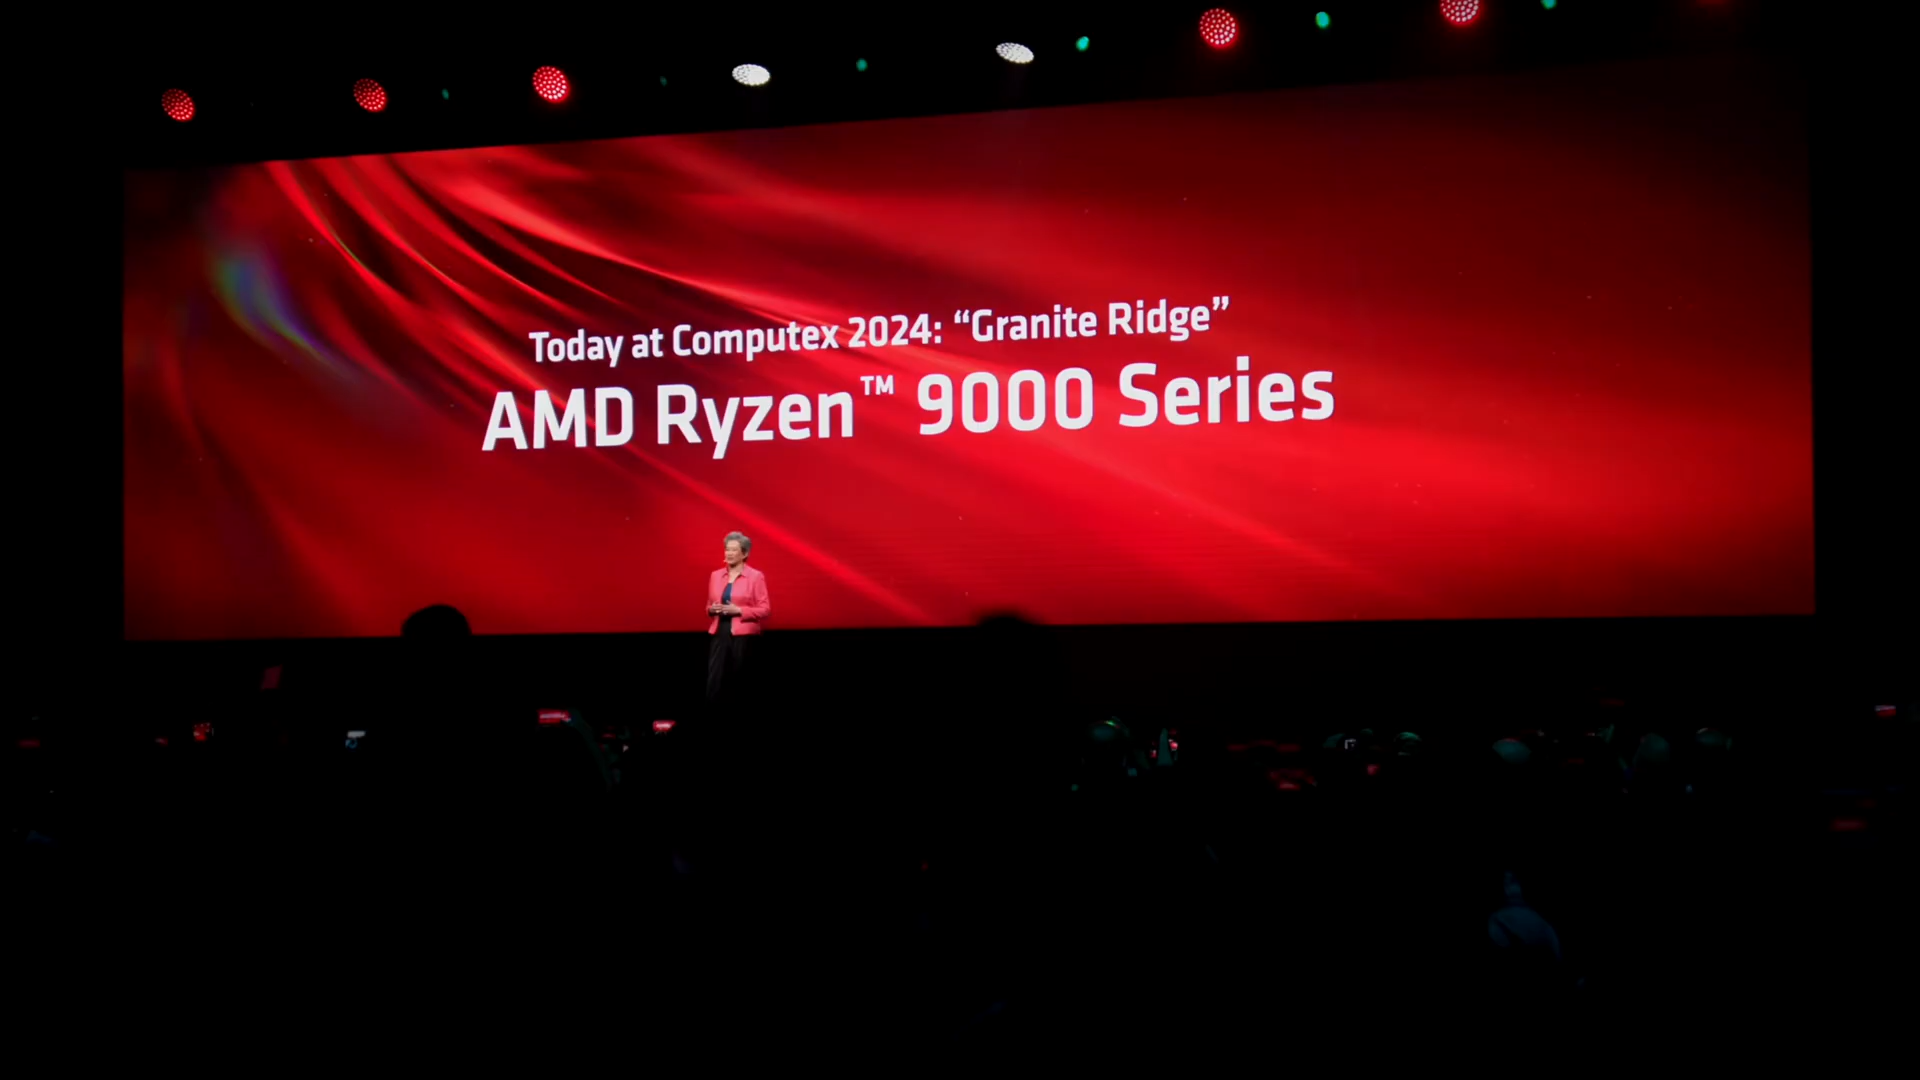 Today at Computex 2024: “Granite Ridge”
AMD Ryzen™ 9000 Series